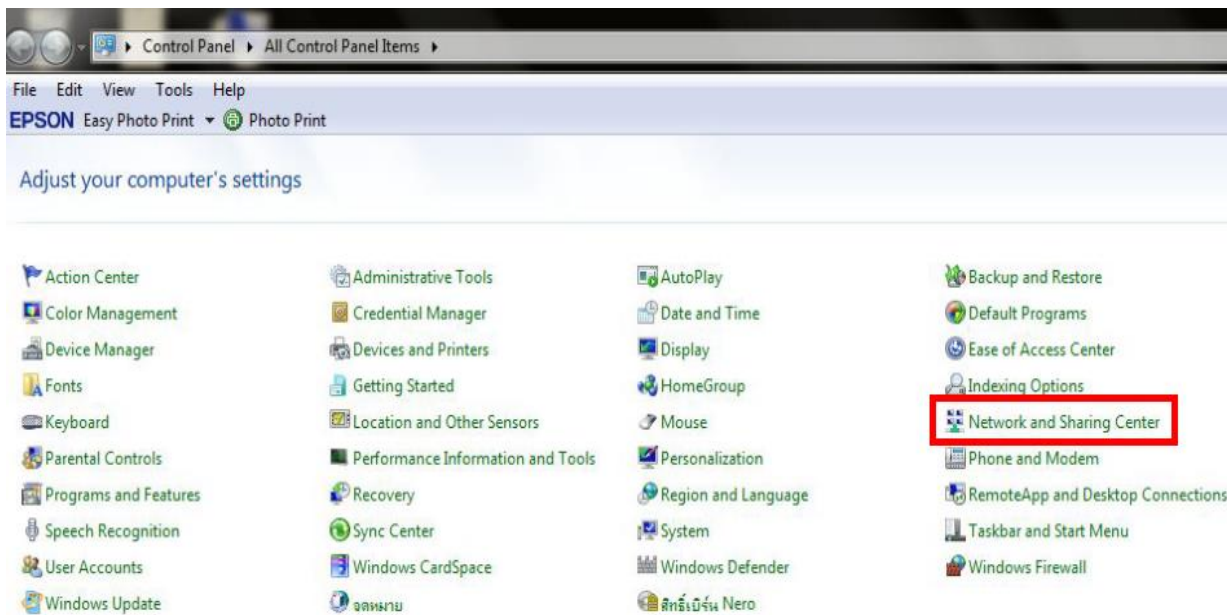 Control Panel All Control Panel Items
File Edit View Tools Help
EPSON Easy Photo Print Photo Print
Adjust your computer's settings
Action Center Administrative Tools AutoPlay Backup and Restore
Color Management Credential Manager Date and Time Default Programs
Device Manager Devices and Printers Display Ease of Access Center
Fonts Getting Started HomeGroup Indexing Options
Keyboard Location and Other Sensors Mouse Network and Sharing Center
Parental Controls Performance Information and Tools Personalization Phone and Modem
Programs and Features Recovery Region and Language RemoteApp and Desktop Connections
Speech Recognition Sync Center System Taskbar and Start Menu
User Accounts Windows CardSpace Windows Defender Windows Firewall
Windows Update จดหมาย สิทธิ์เบิร์น Nero